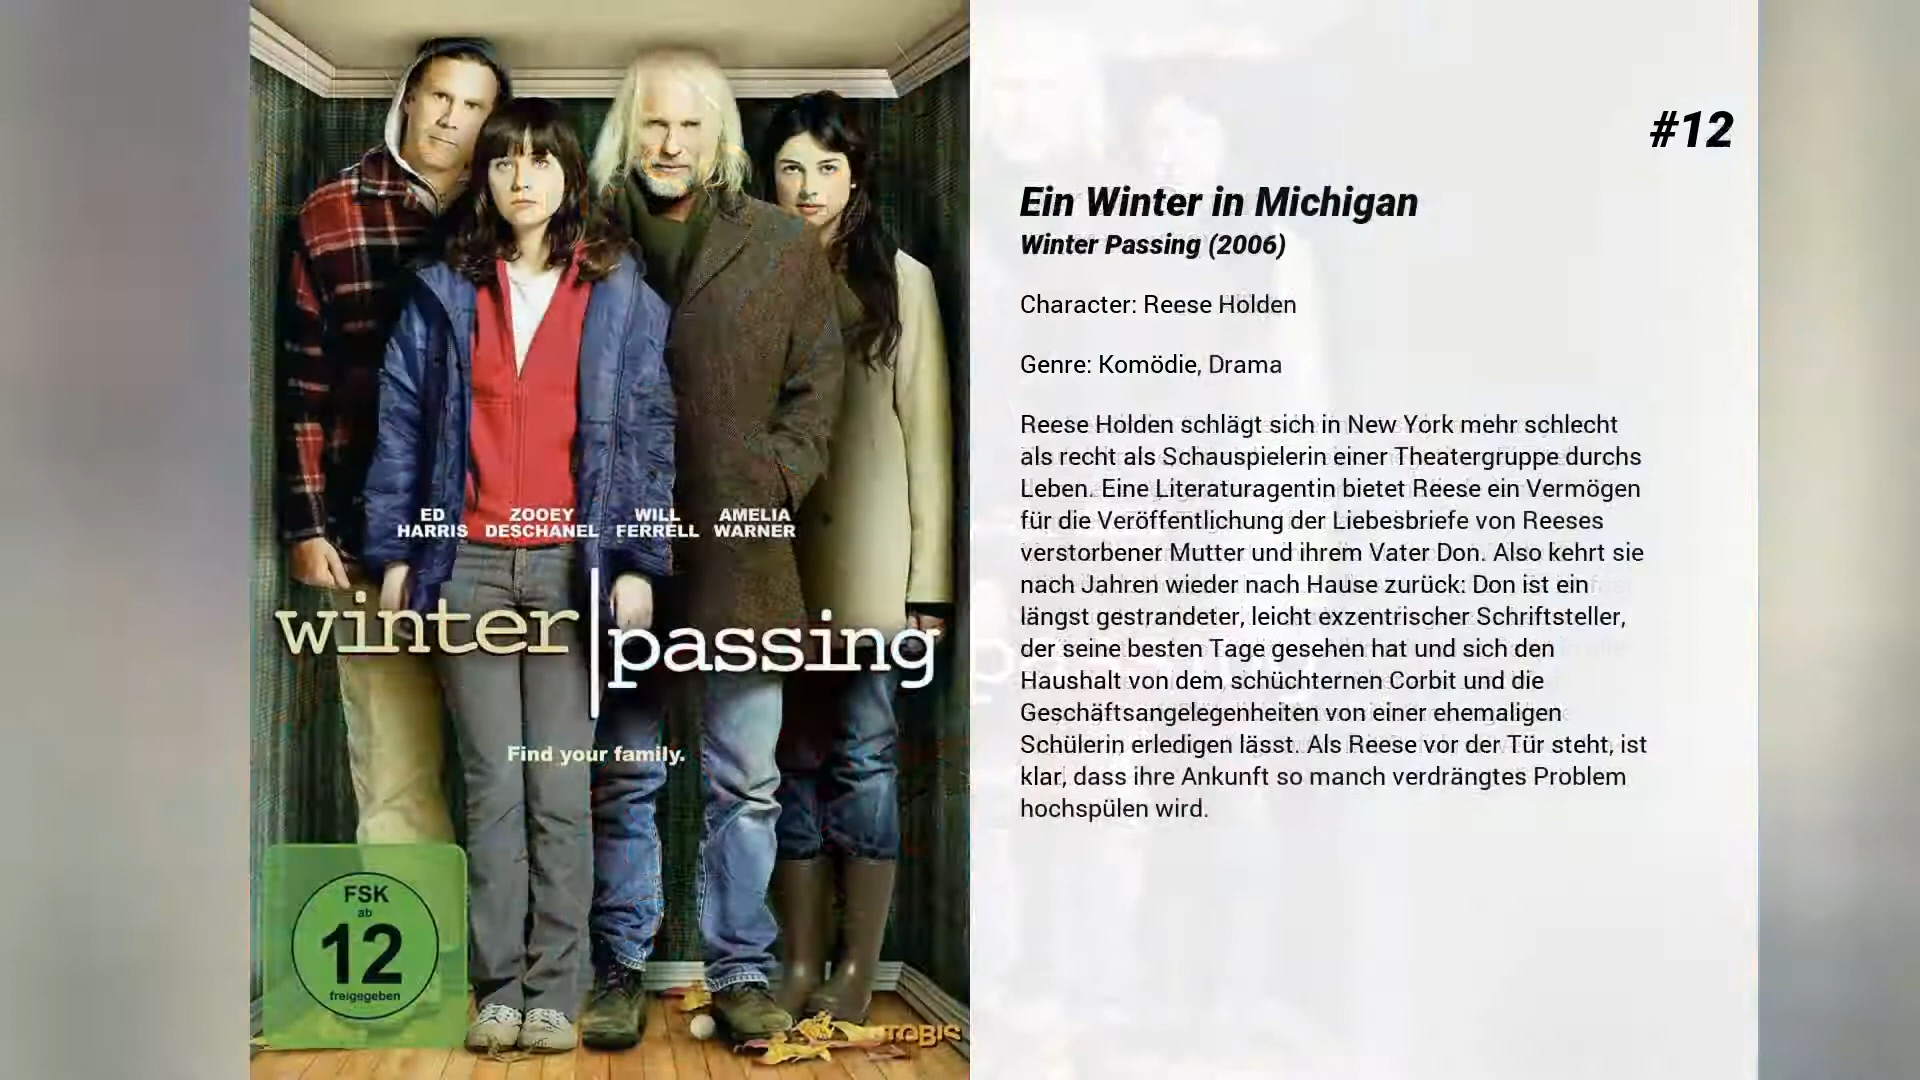 ED
HARRIS
ZOOEY
DESCHANEL
WILL
FERRELL
AMELIA
WARNER
winter passing
Find your family.
FSK
ab
12
freigegeben
TOBIS
#12
Ein Winter in Michigan
Winter Passing (2006)
Character: Reese Holden
Genre: Komödie, Drama
Reese Holden schlägt sich in New York mehr schlecht
als recht als Schauspielerin einer Theatergruppe durchs
Leben. Eine Literaturagentin bietet Reese ein Vermögen
für die Veröffentlichung der Liebesbriefe von Reeses
verstorbener Mutter und ihrem Vater Don. Also kehrt sie
nach Jahren wieder nach Hause zurück: Don ist ein
längst gestrandeter, leicht exzentrischer Schriftsteller,
der seine besten Tage gesehen hat und sich den
Haushalt von dem schüchternen Corbit und die
Geschäftsangelegenheiten von einer ehemaligen
Schülerin erledigen lässt. Als Reese vor der Tür steht, ist
klar, dass ihre Ankunft so manch verdrängtes Problem
hochspülen wird.